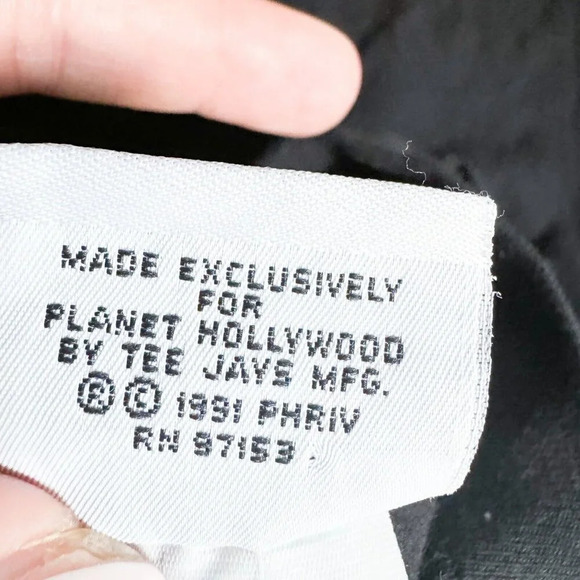 MADE EXCLUSIVELY
FOR
PLANET HOLLYWOOD
BY TEE JAYS MFG.
® © 1991 PHRIV
RN 97153